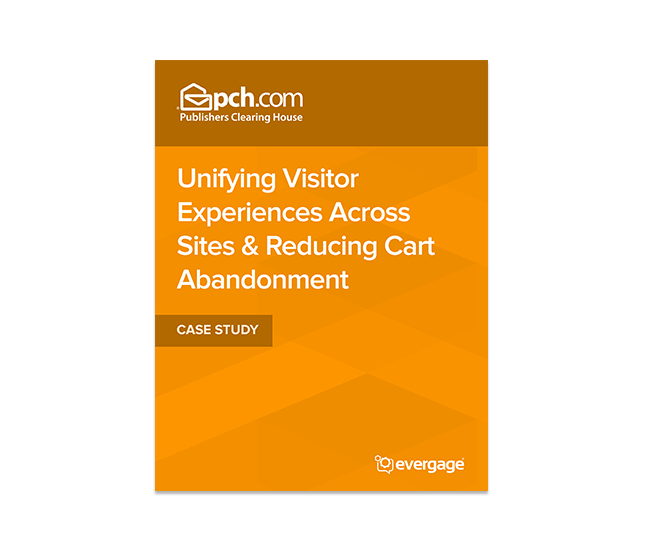 pch.com
Publishers Clearing House
Unifying Visitor
Experiences Across
Sites & Reducing Cart
Abandonment
CASE STUDY
evergage